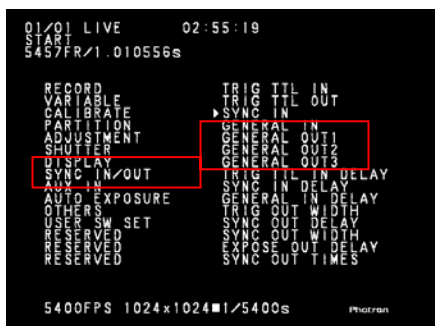 01/01 LIVE 02:55:19
START
5457FR/1.010556s
RECORD
VARIABLE
CALIBRATE
PARTITION
ADJUSTMENT
SHUTTER
DISPLAY
SYNC IN/OUT
AUX IN
AUTO EXPOSURE
OTHERS
USER SW SET
RESERVED
RESERVED
RESERVED
TRIG TTL IN
TRIG TTL OUT
▶SYNC IN
GENERAL IN
GENERAL OUT1
GENERAL OUT2
GENERAL OUT3
TRIG TTL IN DELAY
SYNC IN DELAY
GENERAL IN DELAY
TRIG OUT WIDTH
SYNC OUT DELAY
SYNC OUT WIDTH
EXPOSE OUT DELAY
SYNC OUT TIMES
5400FPS 1024x1024■1/5400s Photron